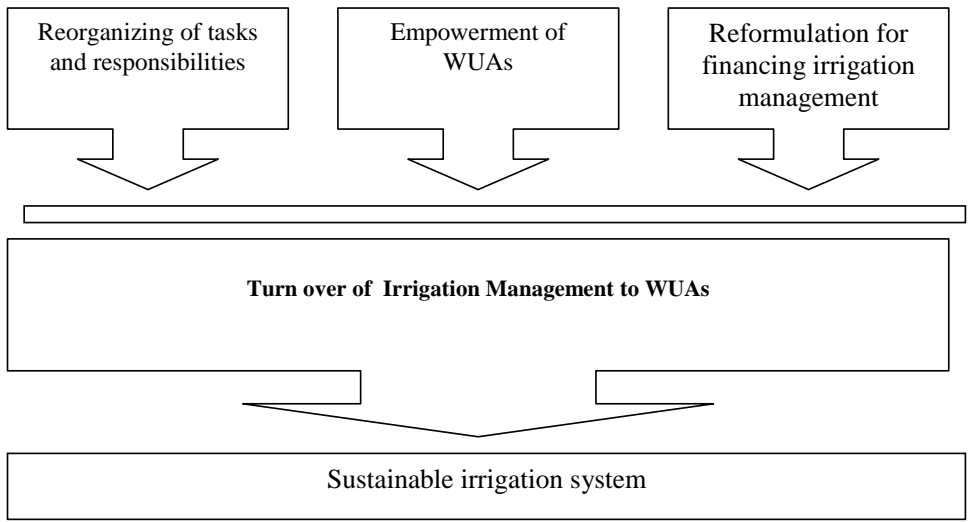 Reorganizing of tasks
and responsibilities
Empowerment of
WUAs
Reformulation for
financing irrigation
management
Turn over of Irrigation Management to WUAs
Sustainable irrigation system